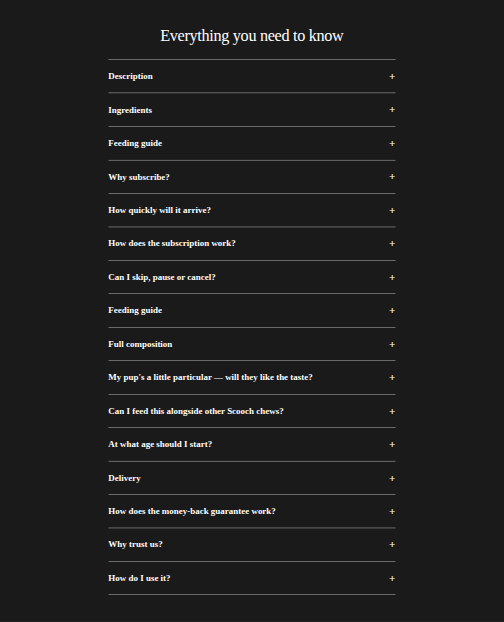 Everything you need to know
Description +
Ingredients +
Feeding guide +
Why subscribe? +
How quickly will it arrive? +
How does the subscription work? +
Can I skip, pause or cancel? +
Feeding guide +
Full composition +
My pup's a little particular — will they like the taste? +
Can I feed this alongside other Scooch chews? +
At what age should I start? +
Delivery +
How does the money-back guarantee work? +
Why trust us? +
How do I use it? +